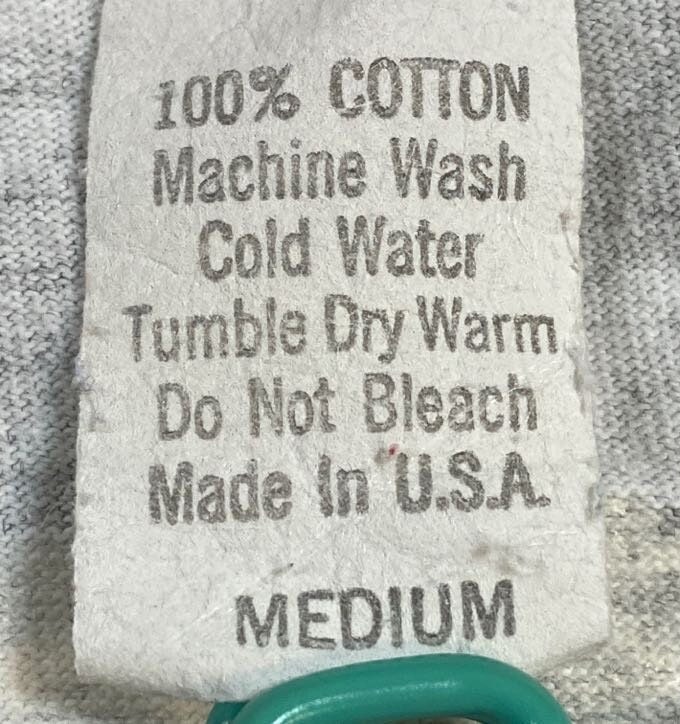 100% COTTON
Machine Wash
Cold Water
Tumble Dry Warm
Do Not Bleach
Made In U.S.A.
MEDIUM